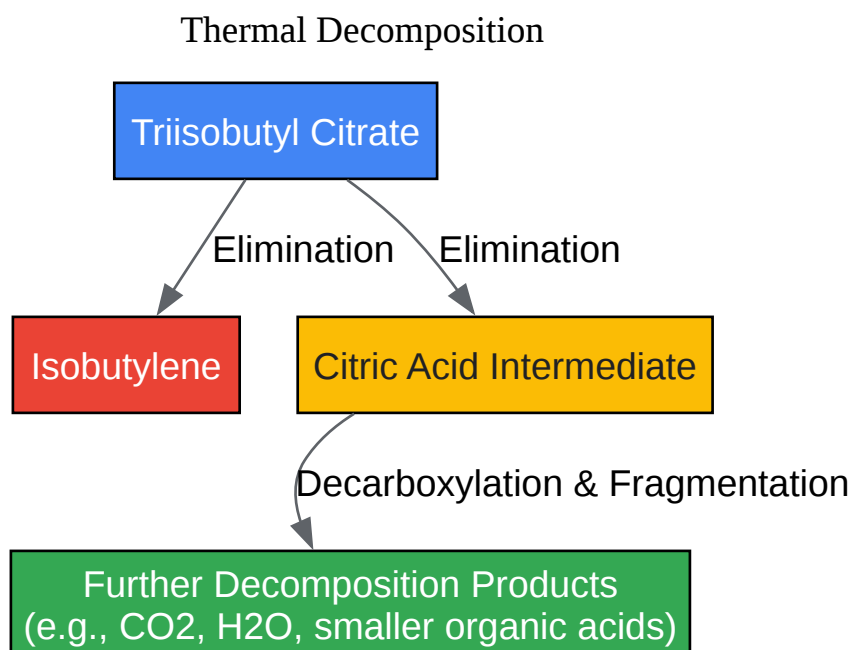 Thermal Decomposition
Triisobutyl Citrate
Elimination
Elimination
Isobutylene
Citric Acid Intermediate
Decarboxylation & Fragmentation
Further Decomposition Products
(e.g., CO2, H2O, smaller organic acids)